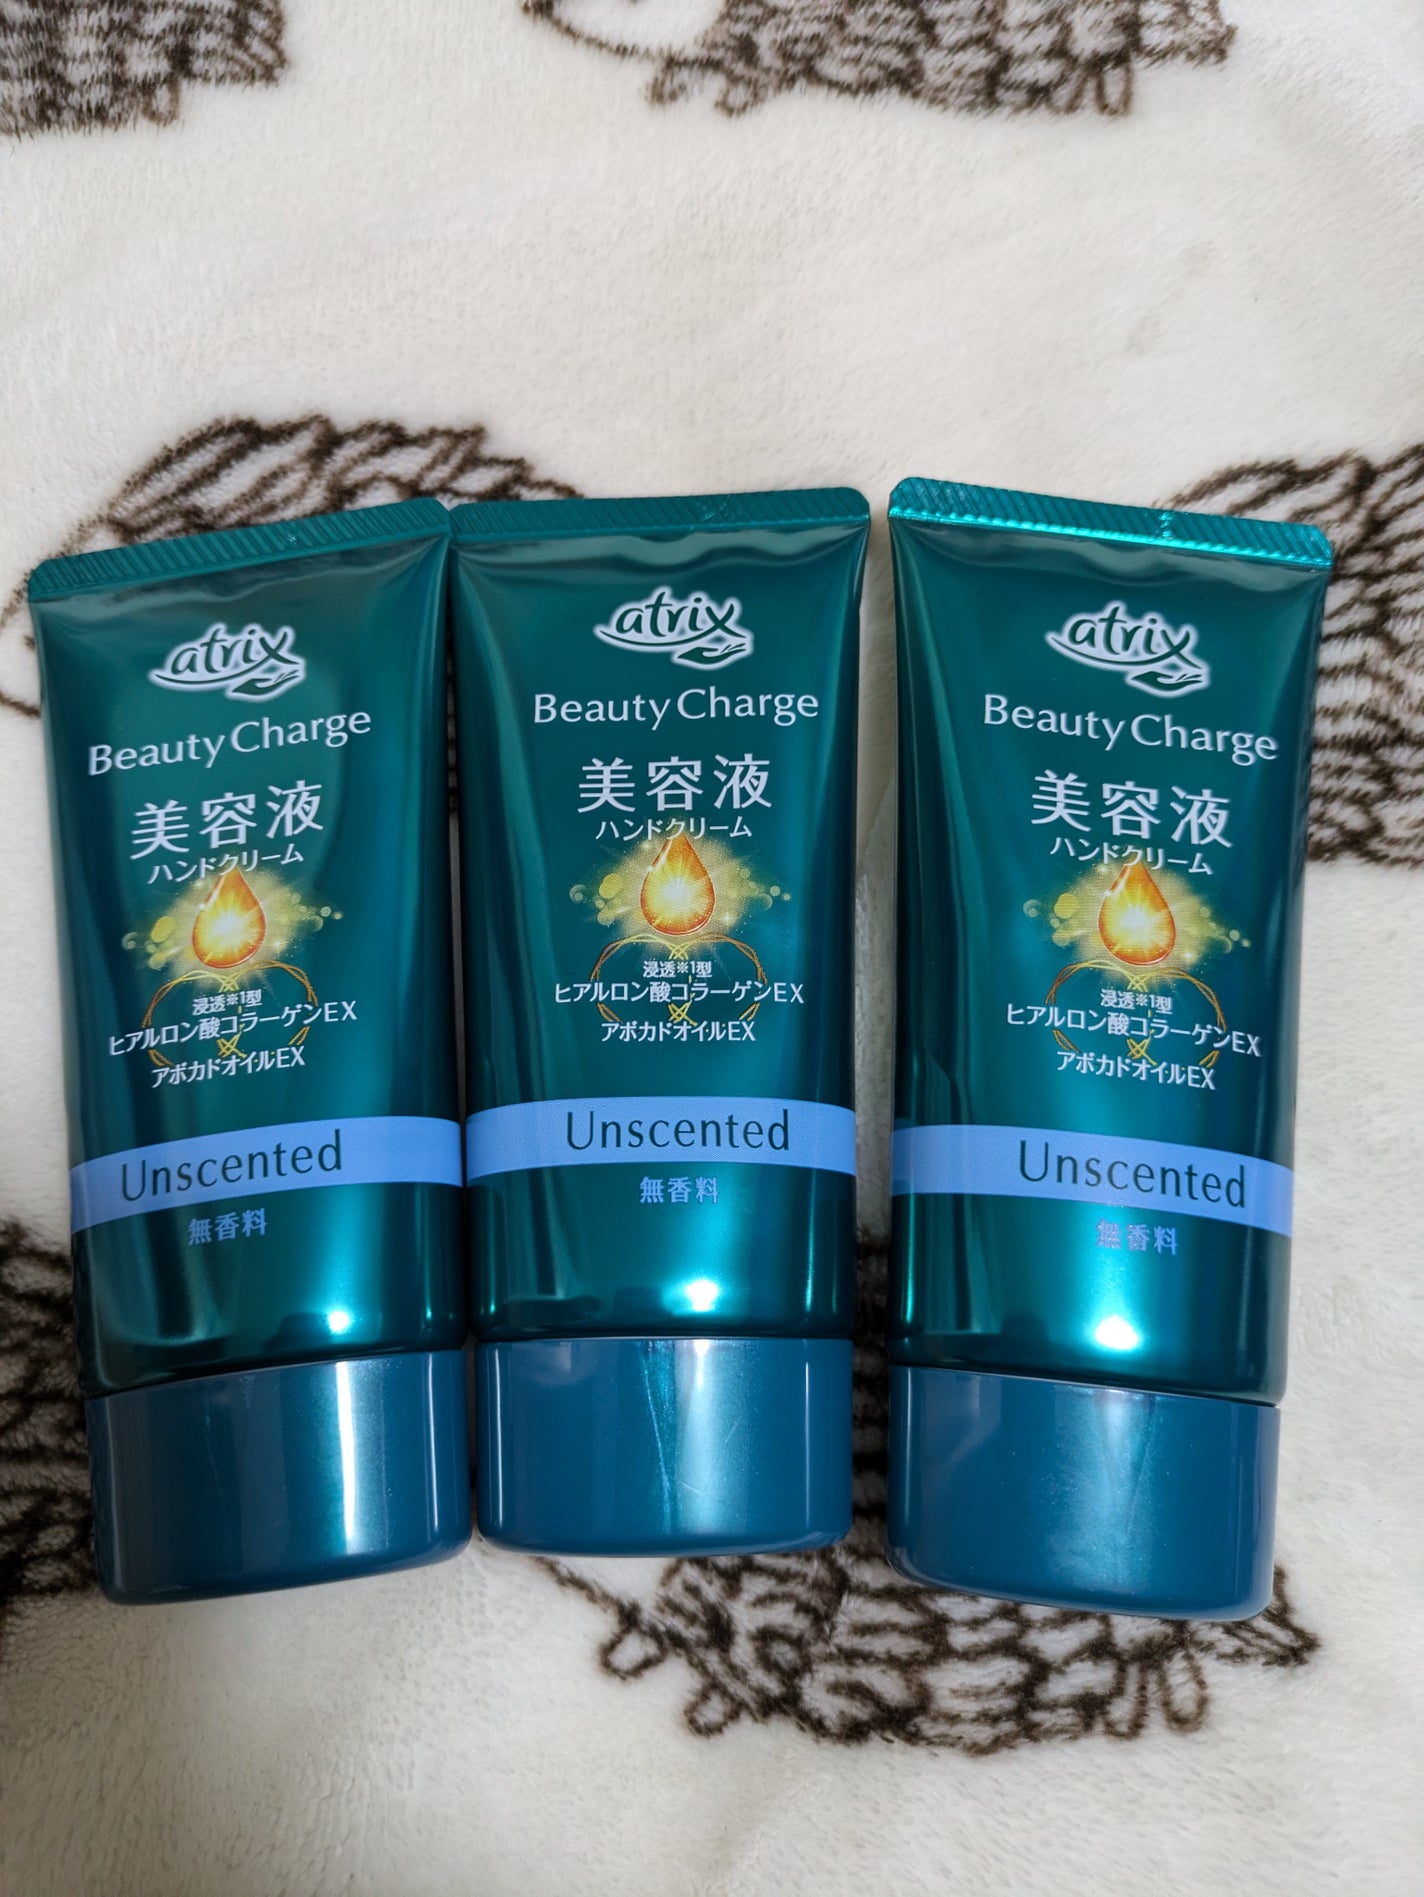 atrix
Beauty Charge
美容液
ハンドクリーム
浸透※1型
ヒアルロン酸コラーゲンEX
アボカドオイルEX
Unscented
無香料
atrix
Beauty Charge
美容液
ハンドクリーム
浸透※1型
ヒアルロン酸コラーゲンEX
アボカドオイルEX
Unscented
無香料
atrix
Beauty Charge
美容液
ハンドクリーム
浸透※1型
ヒアルロン酸コラーゲンEX
アボカドオイルEX
Unscented
無香料